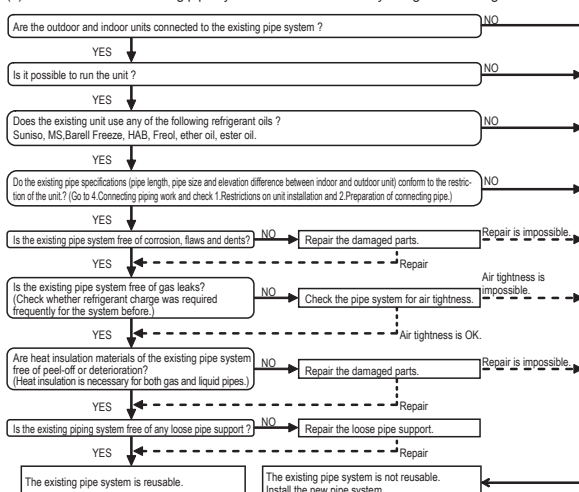 Are the outdoor and indoor units connected to the existing pipe system ?
NO
YES
Is it possible to run the unit ?
NO
YES
Does the existing unit use any of the following refrigerant oils ?
Suniso, MS,Barell Freeze, HAB, Freol, ether oil, ester oil.
NO
YES
Do the existing pipe specifications (pipe length, pipe size and elevation difference between indoor and outdoor unit) conform to the restric-
tion of the unit.? (Go to 4.Connecting piping work and check 1.Restrictions on unit installation and 2.Preparation of connecting pipe.)
NO
YES
Is the existing pipe system free of corrosion, flaws and dents?
NO
Repair the damaged parts.
Repair is impossible.
YES
Repair
Is the existing pipe system free of gas leaks?
(Check whether refrigerant charge was required
frequently for the system before.)
NO
Check the pipe system for air tightness.
Air tightness is
impossible.
YES
Air tightness is OK.
Are heat insulation materials of the existing pipe system
free of peel-off or deterioration?
(Heat insulation is necessary for both gas and liquid pipes.)
NO
Repair the damaged parts.
Repair is impossible.
YES
Repair
Is the existing piping system free of any loose pipe support ?
NO
Repair the loose pipe support.
YES
Repair
The existing pipe system is reusable.
The existing pipe system is not reusable.
Install the new pipe system